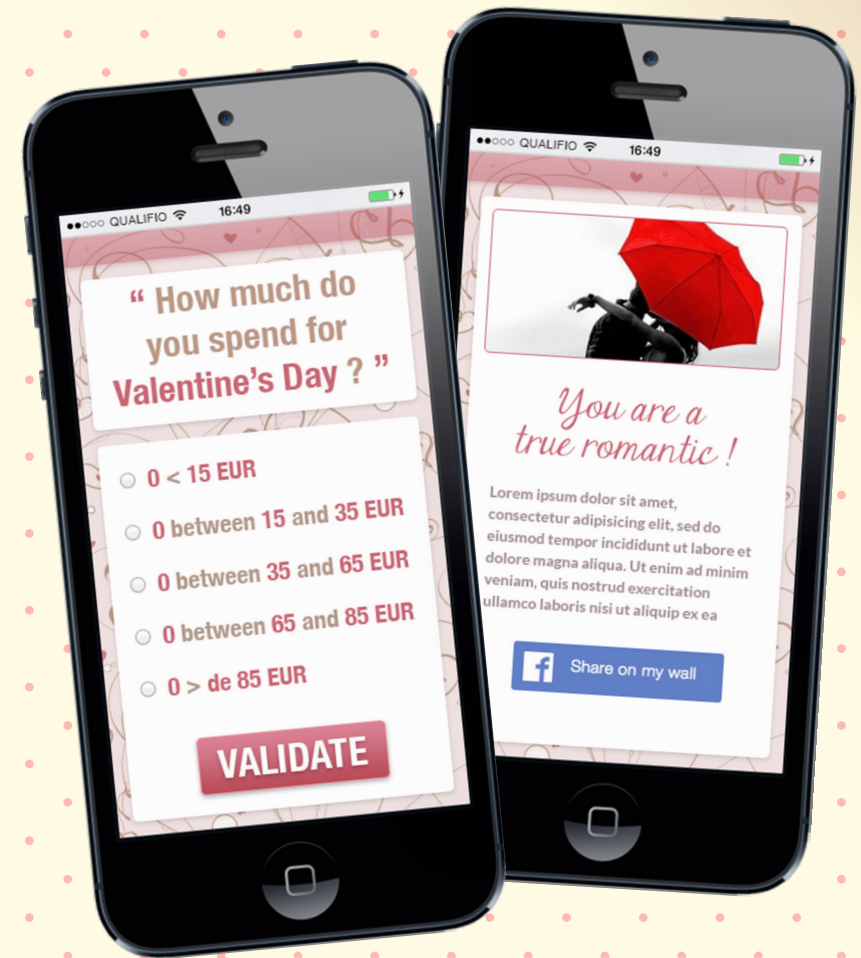 ●●○○○ QUALIFIO 16:49
“ How much do
you spend for
Valentine’s Day ? ”
0 < 15 EUR
0 between 15 and 35 EUR
0 between 35 and 65 EUR
0 between 65 and 85 EUR
0 > de 85 EUR
VALIDATE
●●○○○ QUALIFIO 16:49
You are a
true romantic !
Lorem ipsum dolor sit amet,
consectetur adipisicing elit, sed do
eiusmod tempor incididunt ut labore et
dolore magna aliqua. Ut enim ad minim
veniam, quis nostrud exercitation
ullamco laboris nisi ut aliquip ex ea
f Share on my wall